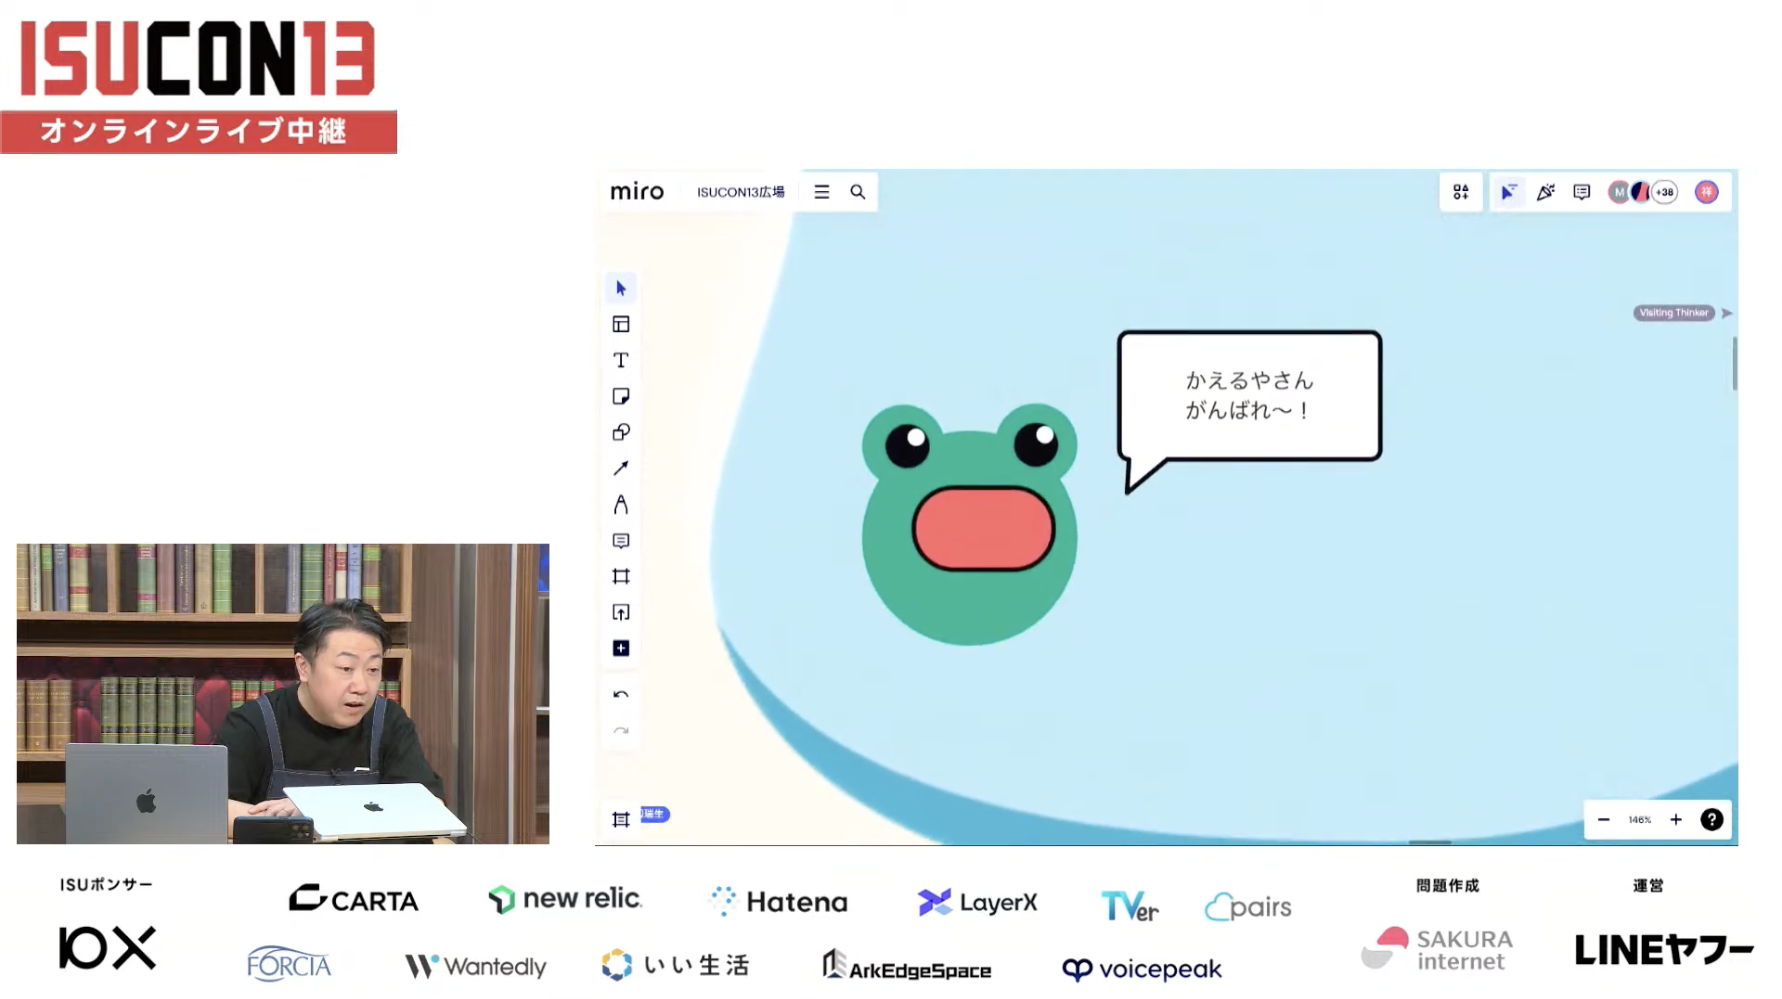 ISUCON13
オンラインライブ中継
miro
ISUCON13広場
M
+38
祥
Visiting Thinker
かえるやさん
がんばれ〜！
瑞生
146%
?
ISUポンサー
問題作成
運営
10X
CARTA
new relic.
Hatena
LayerX
TVer
pairs
SAKURA
internet
LINEヤフー
FORCIA
Wantedly
いい生活
ArkEdgeSpace
voicepeak